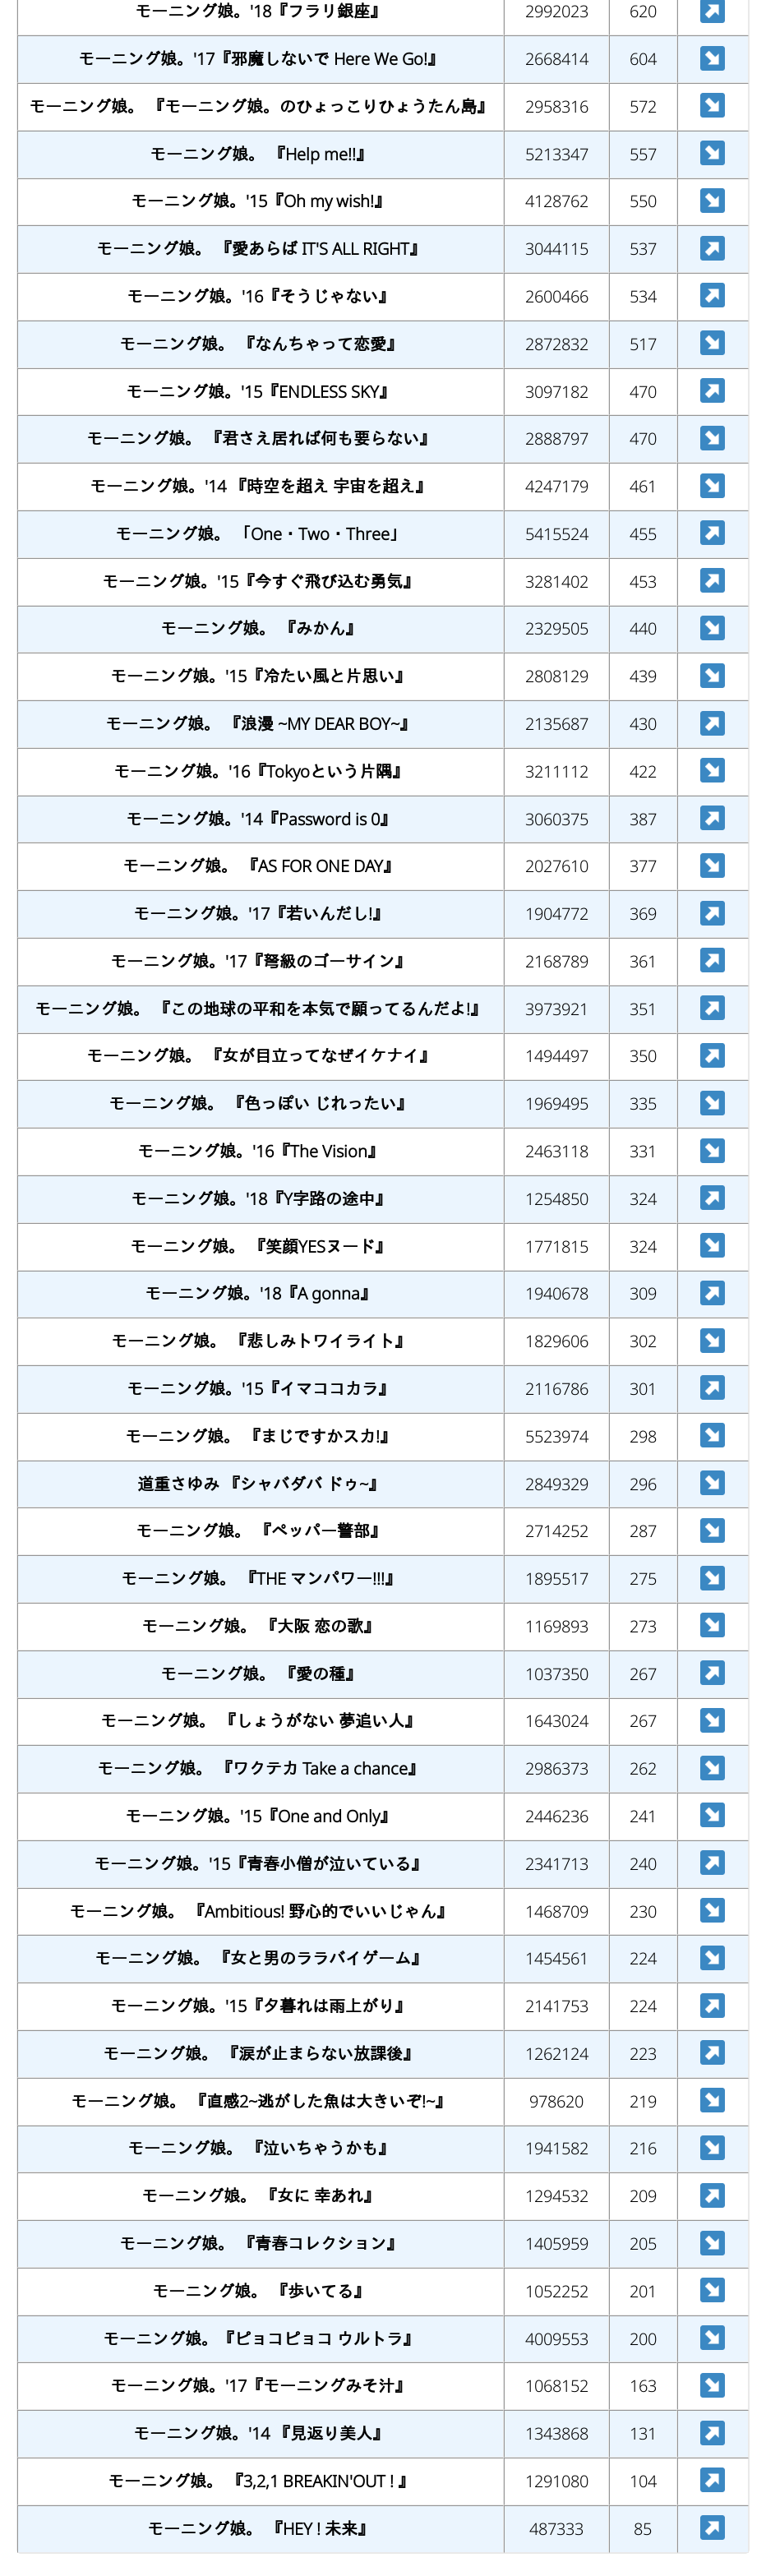 モーニング娘。'18『フラリ銀座』 2992023 620
モーニング娘。'17『邪魔しないで Here We Go!』 2668414 604
モーニング娘。 『モーニング娘。のひょっこりひょうたん島』 2958316 572
モーニング娘。 『Help me!!』 5213347 557
モーニング娘。'15『Oh my wish!』 4128762 550
モーニング娘。 『愛あらば IT'S ALL RIGHT』 3044115 537
モーニング娘。'16『そうじゃない』 2600466 534
モーニング娘。 『なんちゃって恋愛』 2872832 517
モーニング娘。'15『ENDLESS SKY』 3097182 470
モーニング娘。 『君さえ居れば何も要らない』 2888797 470
モーニング娘。'14 『時空を超え 宇宙を超え』 4247179 461
モーニング娘。 「One・Two・Three」 5415524 455
モーニング娘。'15『今すぐ飛び込む勇気』 3281402 453
モーニング娘。 『みかん』 2329505 440
モーニング娘。'15『冷たい風と片思い』 2808129 439
モーニング娘。 『浪漫 ~MY DEAR BOY~』 2135687 430
モーニング娘。'16『Tokyoという片隅』 3211112 422
モーニング娘。'14『Password is 0』 3060375 387
モーニング娘。 『AS FOR ONE DAY』 2027610 377
モーニング娘。'17『若いんだし!』 1904772 369
モーニング娘。'17『弩級のゴーサイン』 2168789 361
モーニング娘。 『この地球の平和を本気で願ってるんだよ!』 3973921 351
モーニング娘。 『女が目立ってなぜイケナイ』 1494497 350
モーニング娘。 『色っぽい じれったい』 1969495 335
モーニング娘。'16『The Vision』 2463118 331
モーニング娘。'18『Y字路の途中』 1254850 324
モーニング娘。 『笑顔YESヌード』 1771815 324
モーニング娘。'18『A gonna』 1940678 309
モーニング娘。 『悲しみトワイライト』 1829606 302
モーニング娘。'15『イマココカラ』 2116786 301
モーニング娘。 『まじですかスカ!』 5523974 298
道重さゆみ 『シャバダバ ドゥ~』 2849329 296
モーニング娘。 『ペッパー警部』 2714252 287
モーニング娘。 『THE マンパワー!!!』 1895517 275
モーニング娘。 『大阪 恋の歌』 1169893 273
モーニング娘。 『愛の種』 1037350 267
モーニング娘。 『しょうがない 夢追い人』 1643024 267
モーニング娘。 『ワクテカ Take a chance』 2986373 262
モーニング娘。'15『One and Only』 2446236 241
モーニング娘。'15『青春小僧が泣いている』 2341713 240
モーニング娘。 『Ambitious! 野心的でいいじゃん』 1468709 230
モーニング娘。 『女と男のララバイゲーム』 1454561 224
モーニング娘。'15『夕暮れは雨上がり』 2141753 224
モーニング娘。 『涙が止まらない放課後』 1262124 223
モーニング娘。 『直感2~逃がした魚は大きいぞ!~』 978620 219
モーニング娘。 『泣いちゃうかも』 1941582 216
モーニング娘。 『女に 幸あれ』 1294532 209
モーニング娘。 『青春コレクション』 1405959 205
モーニング娘。 『歩いてる』 1052252 201
モーニング娘。『ピョコピョコ ウルトラ』 4009553 200
モーニング娘。'17『モーニングみそ汁』 1068152 163
モーニング娘。'14 『見返り美人』 1343868 131
モーニング娘。 『3,2,1 BREAKIN'OUT ! 』 1291080 104
モーニング娘。 『HEY ! 未来』 487333 85